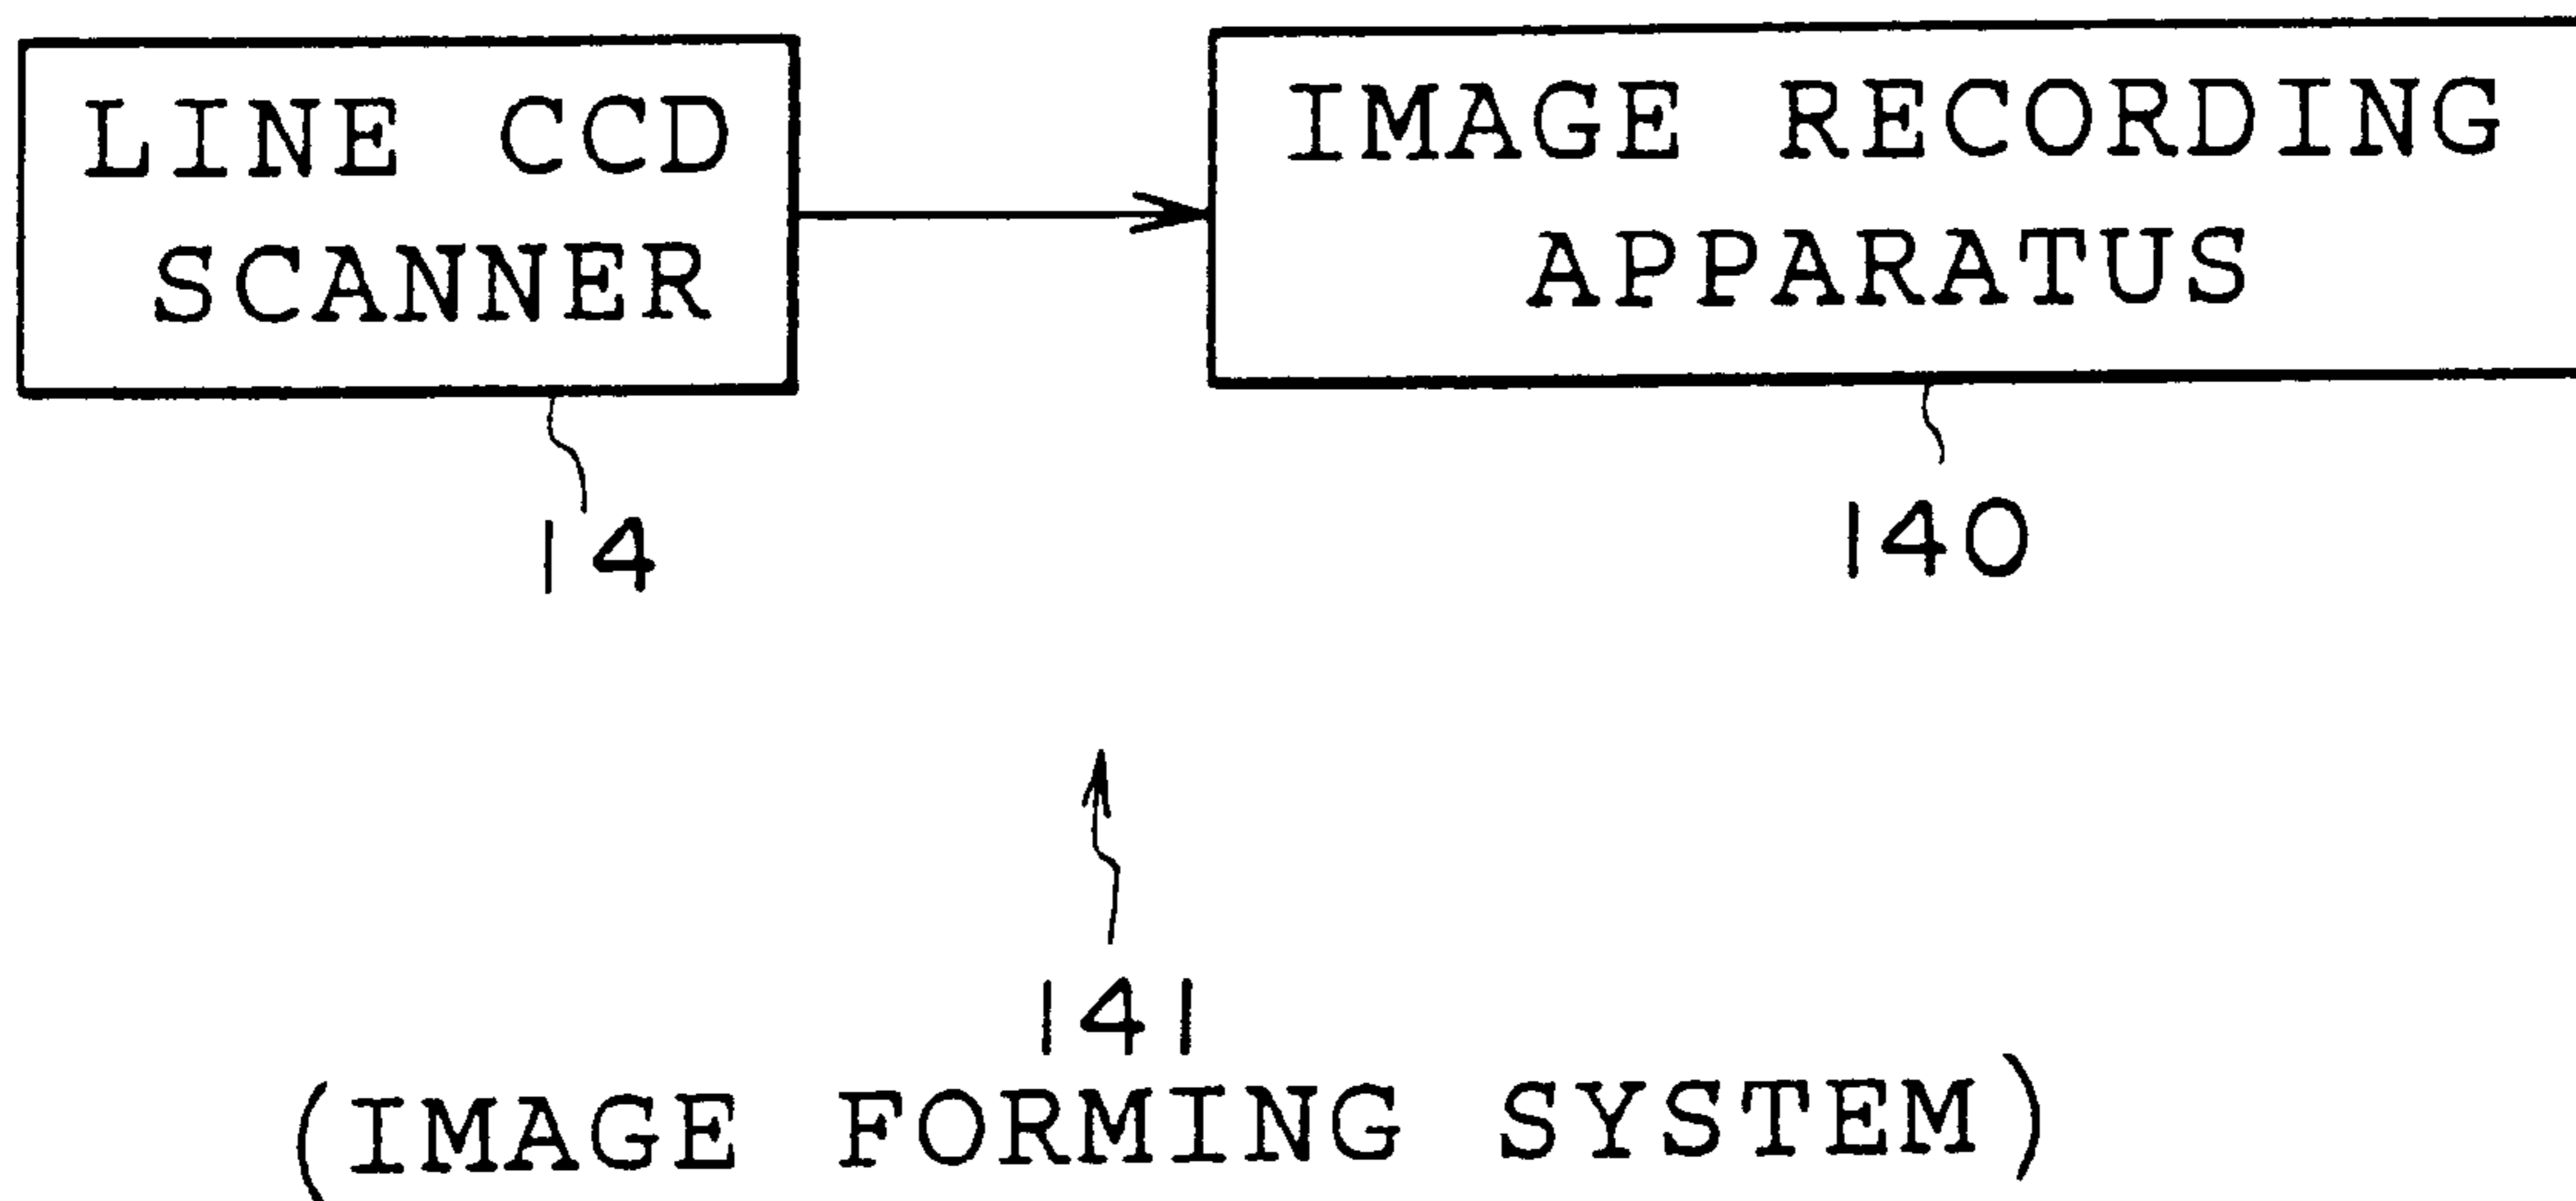 LINE CCD
SCANNER
IMAGE RECORDING
APPARATUS
14
140
141
(IMAGE FORMING SYSTEM)